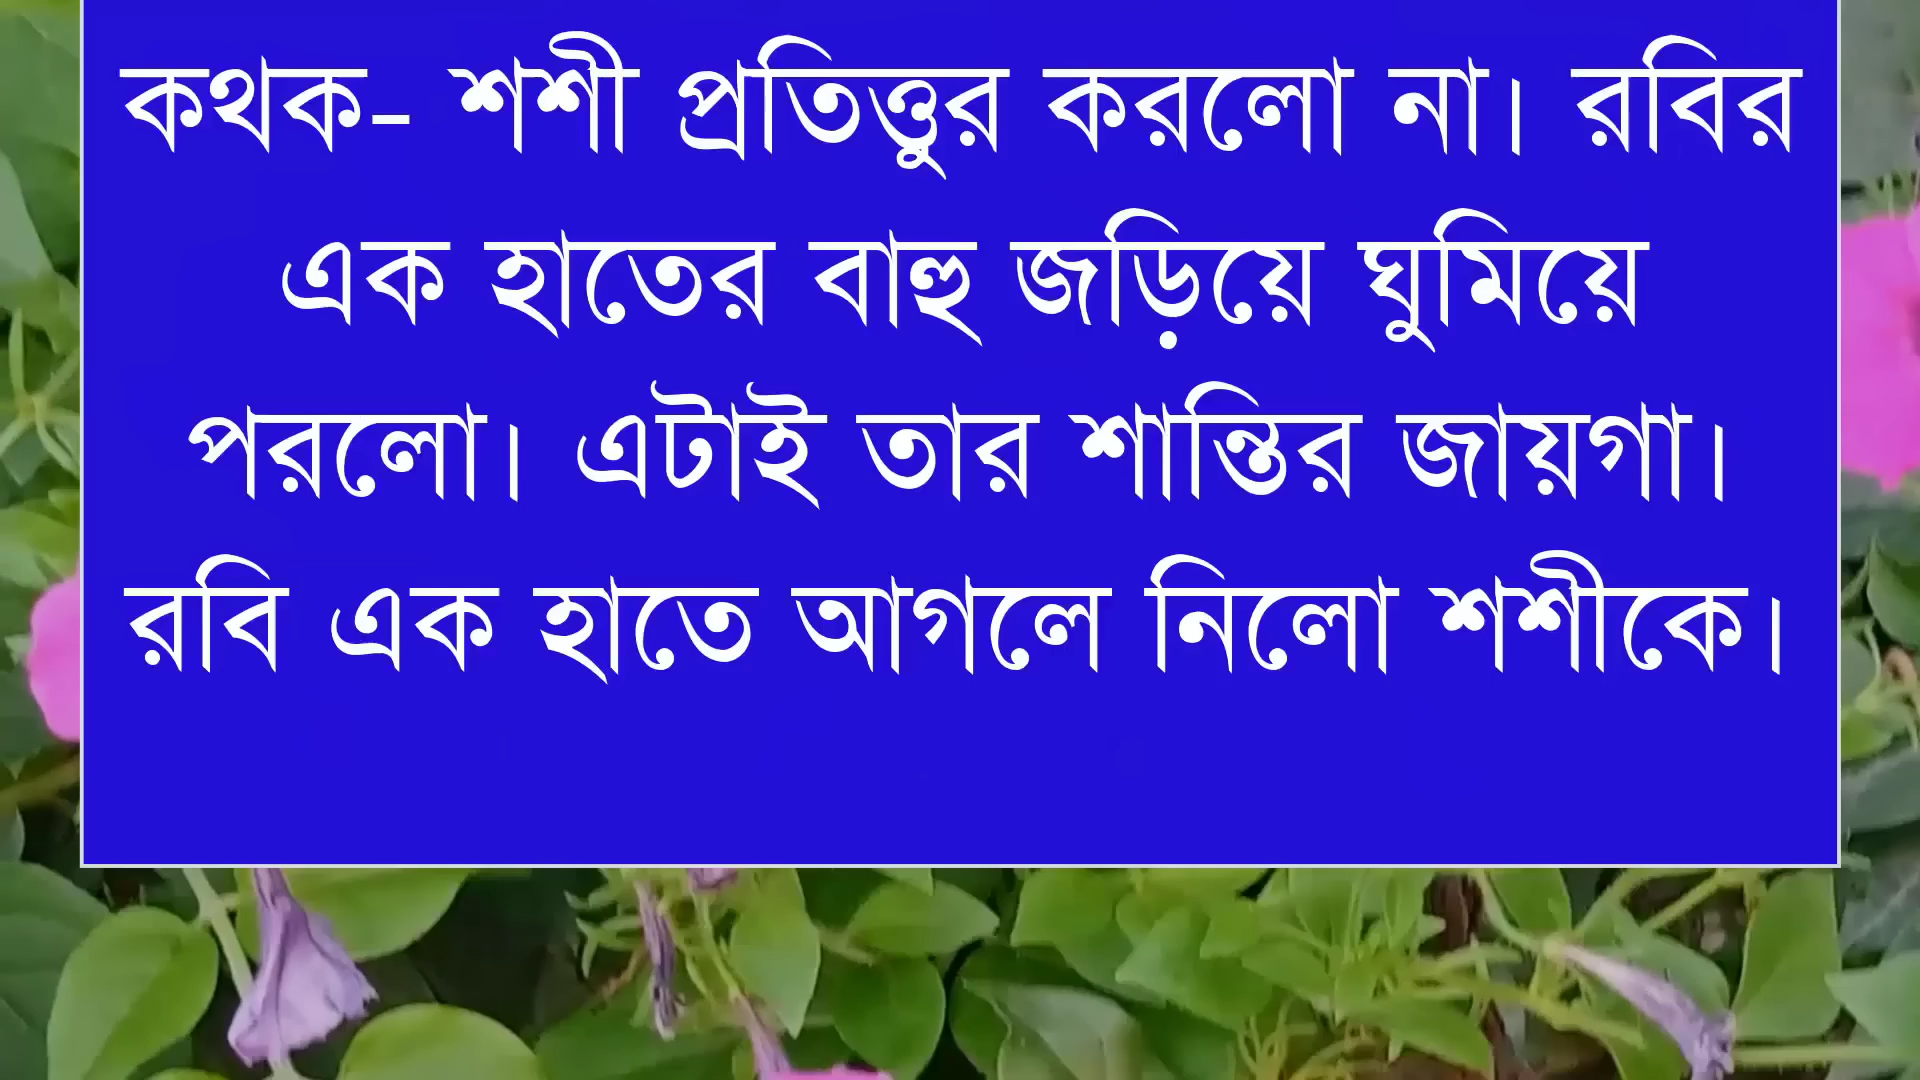 কথক- শশী প্রতিত্তুর করলো না। রবির
এক হাতের বাহু জড়িয়ে ঘুমিয়ে
পরলো। এটাই তার শান্তির জায়গা।
রবি এক হাতে আগলে নিলো শশীকে।